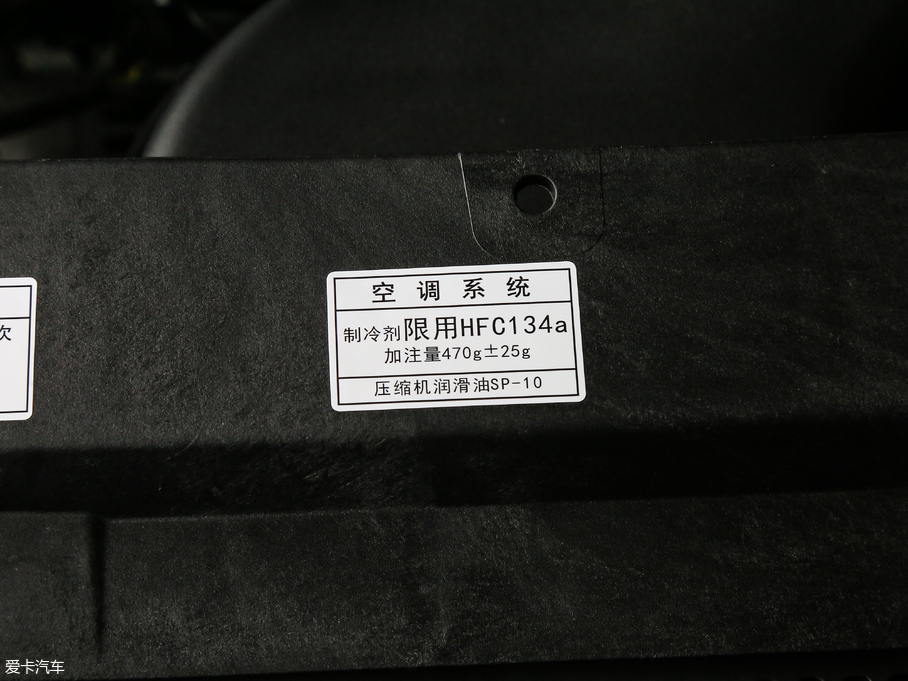 空调系统
制冷剂限用HFC134a
加注量470g±25g
压缩机润滑油SP-10
次
爱卡汽车